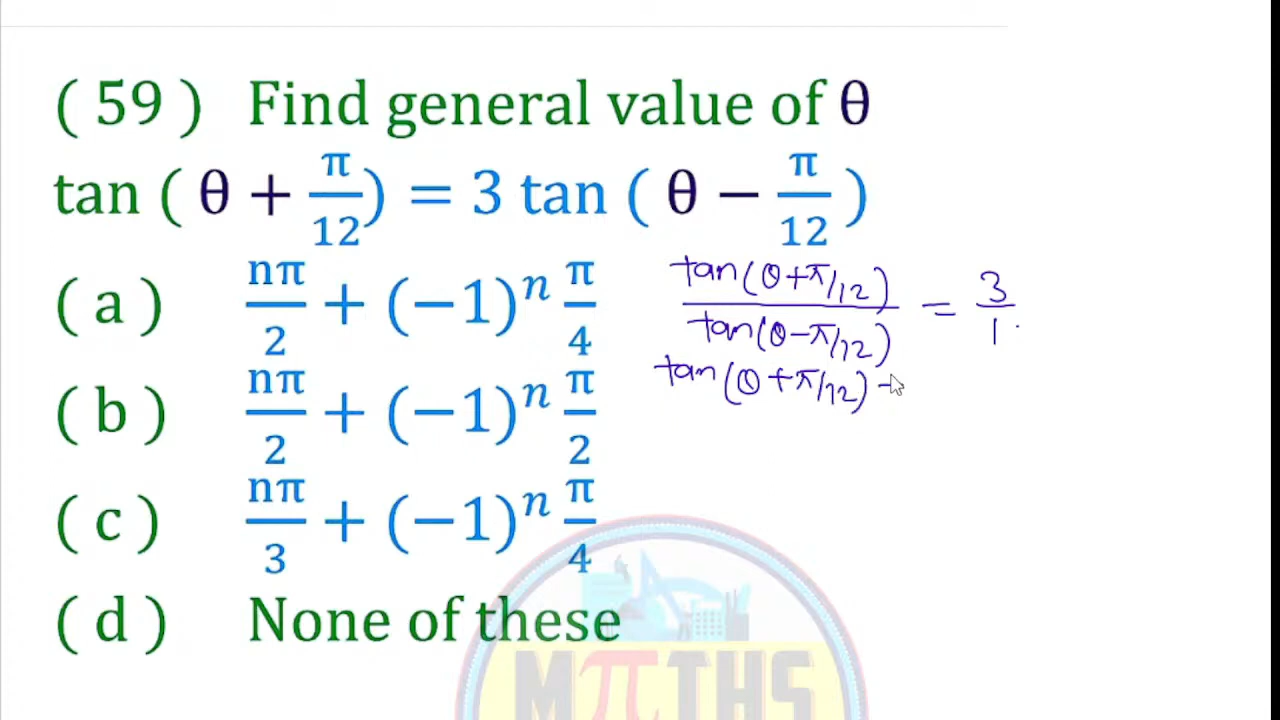 ( 59 ) Find general value of θ
tan ( θ + π/12 ) = 3 tan ( θ − π/12 )
( a ) nπ/2 + (−1)ⁿ π/4
( b ) nπ/2 + (−1)ⁿ π/2
( c ) nπ/3 + (−1)ⁿ π/4
( d ) None of these
tan(θ+π/12) / tan(θ−π/12) = 3/1.
tan(θ+π/12) -
MπTHS